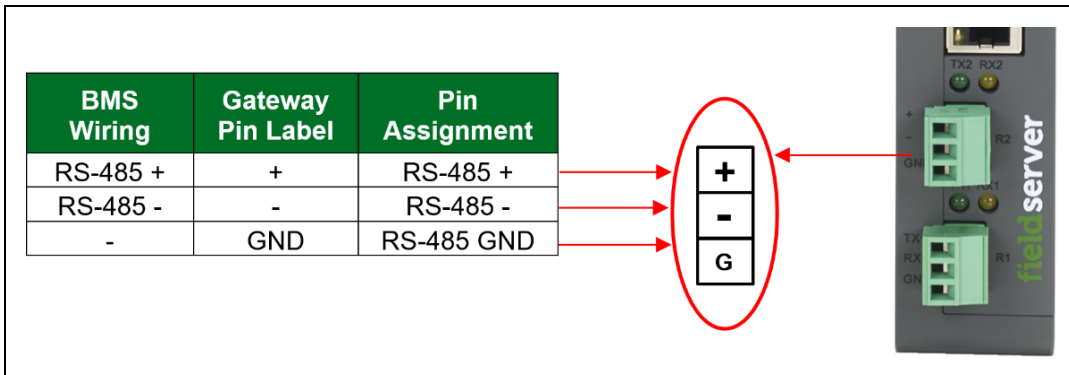 BMS Wiring
Gateway Pin Label
Pin Assignment
RS-485 +
+
RS-485 +
RS-485 -
-
RS-485 -
-
GND
RS-485 GND
+
-
G
TX2 RX2
+
-
GN
R2
RX1
TX
RX
GN
R1
fieldserver